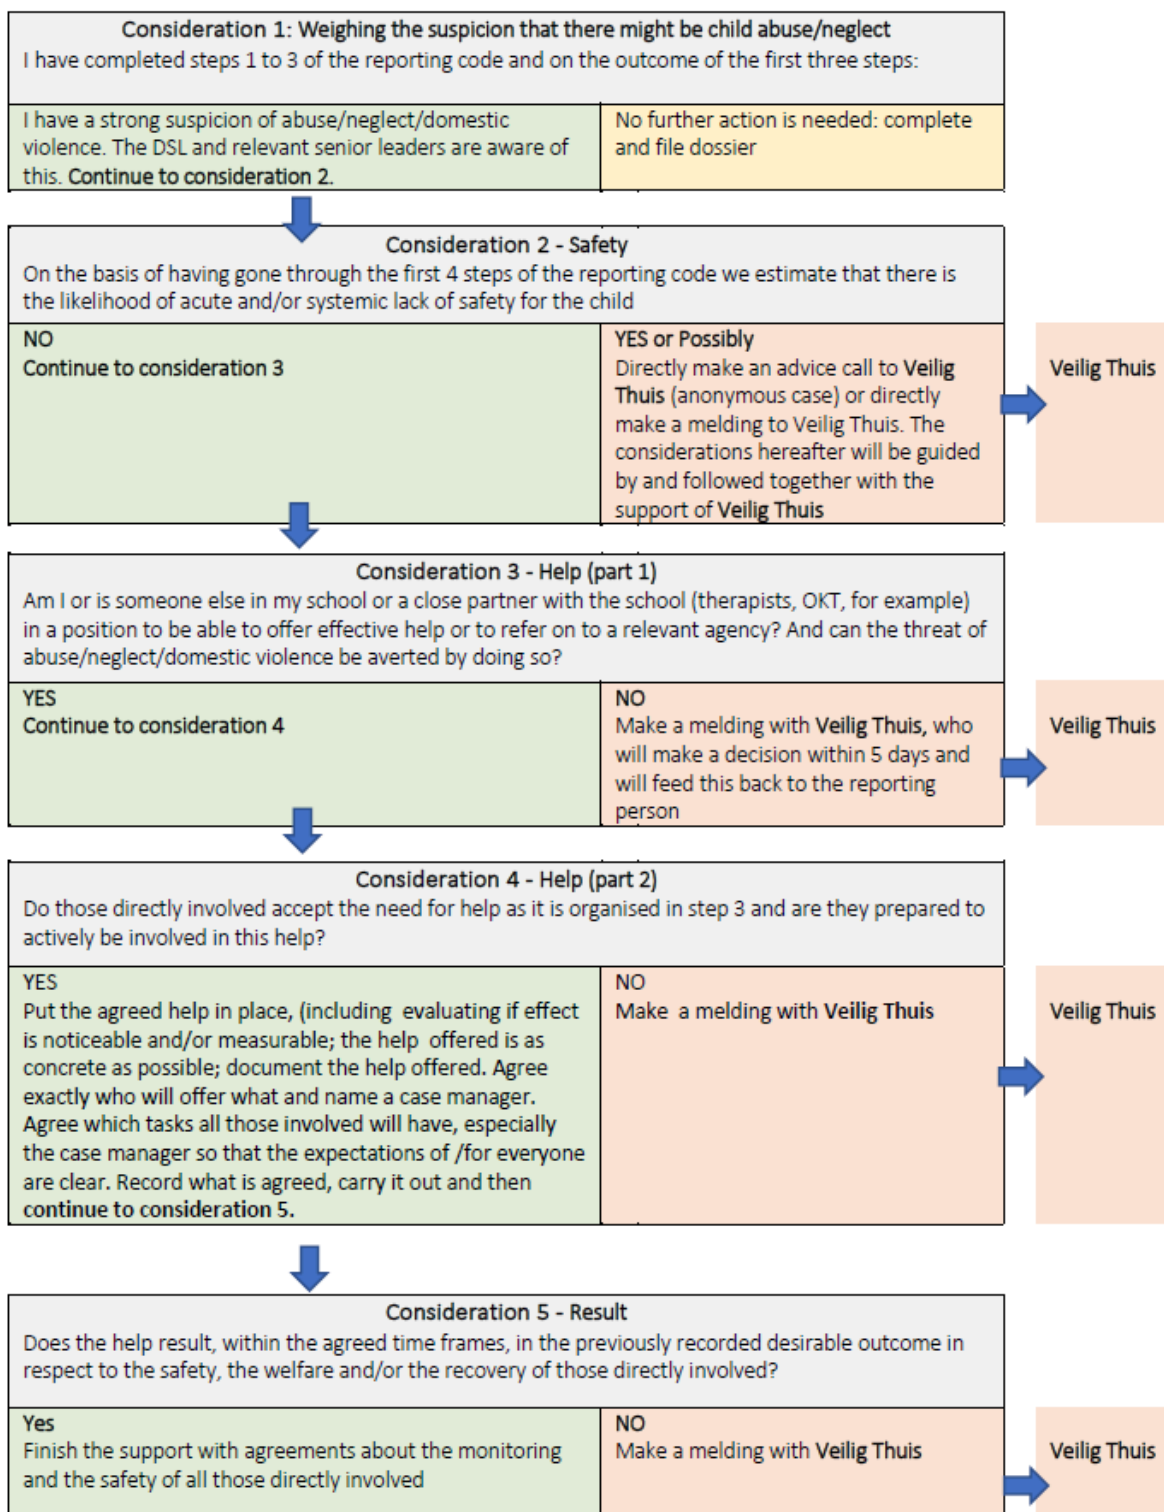 Consideration 1: Weighing the suspicion that there might be child abuse/neglect
I have completed steps 1 to 3 of the reporting code and on the outcome of the first three steps:
I have a strong suspicion of abuse/neglect/domestic
violence. The DSL and relevant senior leaders are aware of
this. Continue to consideration 2.
No further action is needed: complete
and file dossier
Consideration 2 - Safety
On the basis of having gone through the first 4 steps of the reporting code we estimate that there is
the likelihood of acute and/or systemic lack of safety for the child
NO
Continue to consideration 3
YES or Possibly
Directly make an advice call to Veilig
Thuis (anonymous case) or directly
make a melding to Veilig Thuis. The
considerations hereafter will be guided
by and followed together with the
support of Veilig Thuis
Veilig Thuis
Consideration 3 - Help (part 1)
Am I or is someone else in my school or a close partner with the school (therapists, OKT, for example)
in a position to be able to offer effective help or to refer on to a relevant agency? And can the threat of
abuse/neglect/domestic violence be averted by doing so?
YES
Continue to consideration 4
NO
Make a melding with Veilig Thuis, who
will make a decision within 5 days and
will feed this back to the reporting
person
Veilig Thuis
Consideration 4 - Help (part 2)
Do those directly involved accept the need for help as it is organised in step 3 and are they prepared to
actively be involved in this help?
YES
Put the agreed help in place, (including evaluating if effect
is noticeable and/or measurable; the help offered is as
concrete as possible; document the help offered. Agree
exactly who will offer what and name a case manager.
Agree which tasks all those involved will have, especially
the case manager so that the expectations of /for everyone
are clear. Record what is agreed, carry it out and then
continue to consideration 5.
NO
Make a melding with Veilig Thuis
Veilig Thuis
Consideration 5 - Result
Does the help result, within the agreed time frames, in the previously recorded desirable outcome in
respect to the safety, the welfare and/or the recovery of those directly involved?
Yes
Finish the support with agreements about the monitoring
and the safety of all those directly involved
NO
Make a melding with Veilig Thuis
Veilig Thuis